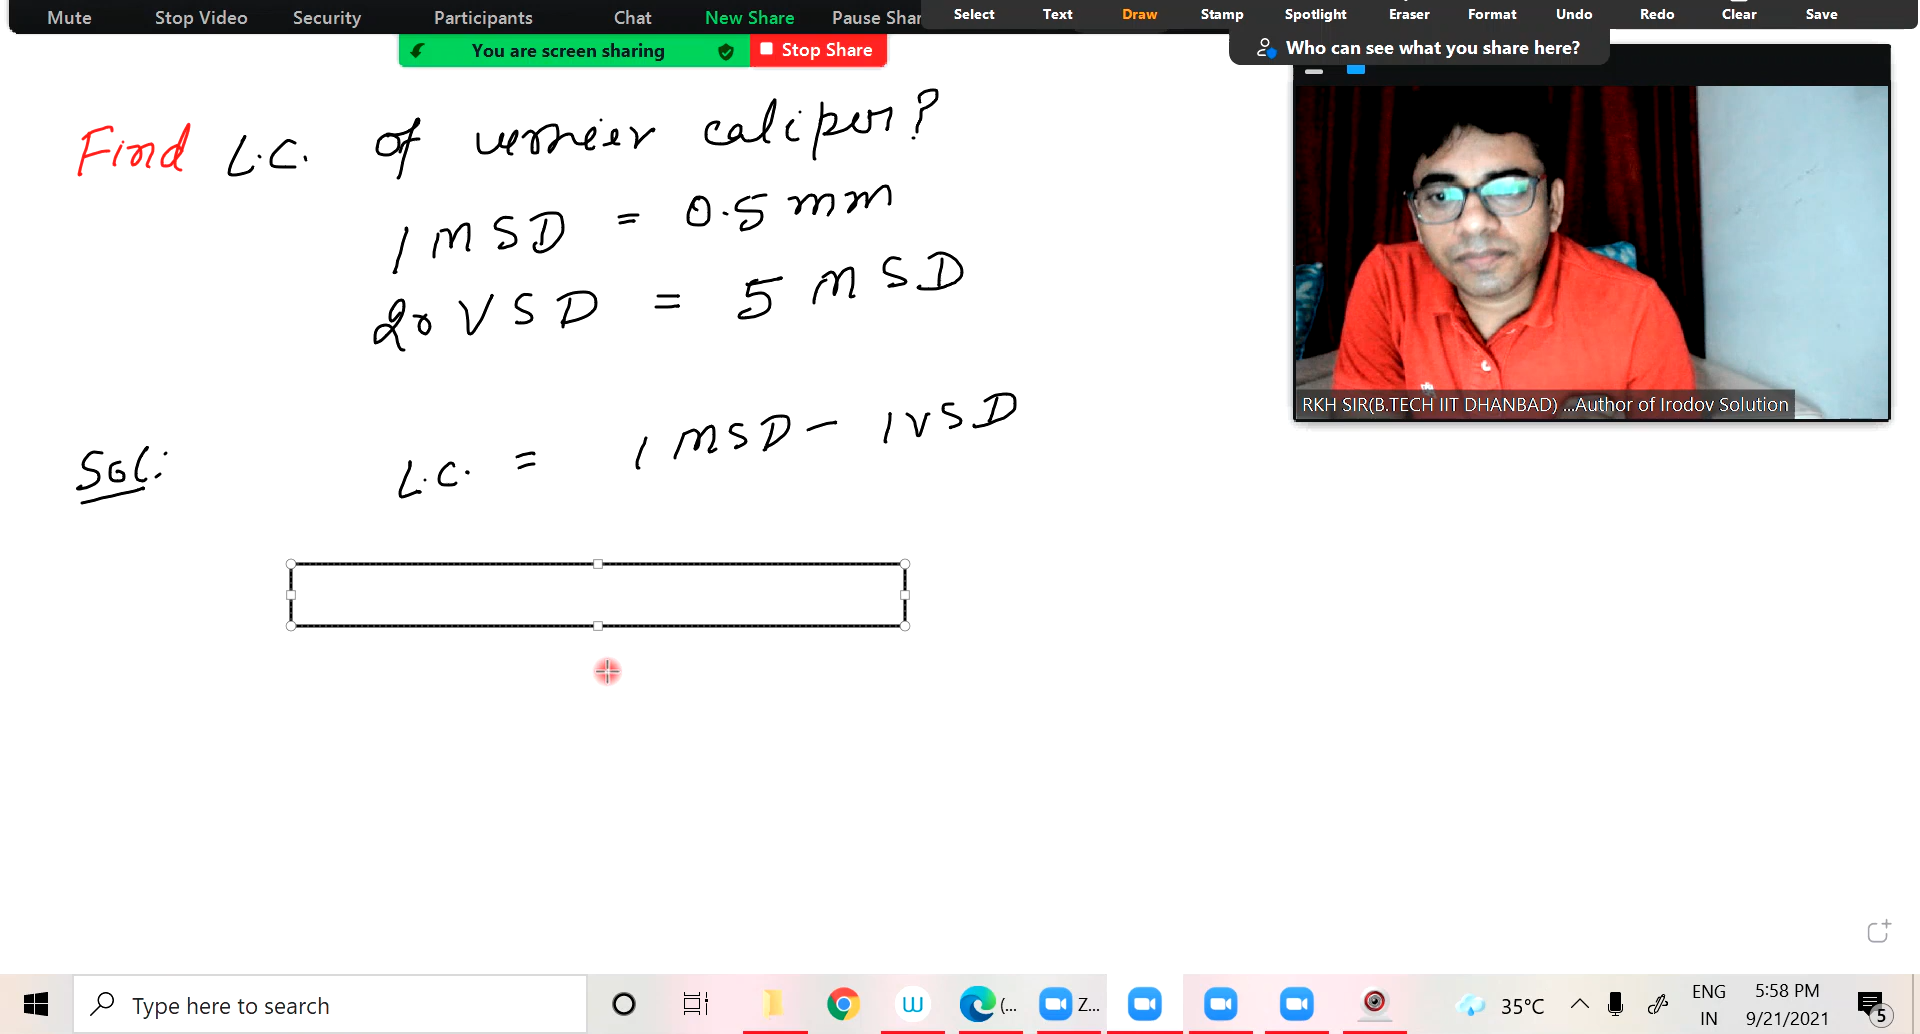 Mute Stop Video Security Participants Chat New Share Pause Shar Select Text Draw Stamp Spotlight Eraser Format Undo Redo Clear Save
You are screen sharing Stop Share Who can see what you share here?
Find L.C. of vernier caliper?
1 MSD = 0.5 mm
20 VSD = 5 MSD
Sol: L.C. = 1 MSD - 1 VSD
RKH SIR(B.TECH IIT DHANBAD) ...Author of Irodov Solution
Type here to search (... Z... 35°C ENG IN 5:58 PM 9/21/2021 5